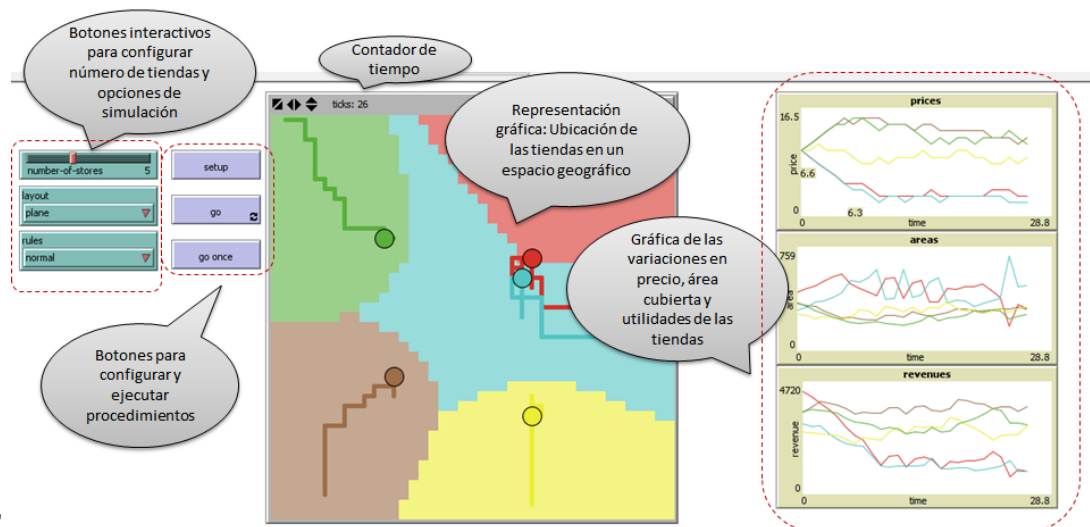 Botones interactivos
para configurar
número de tiendas y
opciones de
simulación
Contador de
tiempo
ticks: 26
Representación
gráfica: Ubicación de
las tiendas en un
espacio geográfico
number-of-stores 5
layout
plane
rules
normal
setup
go
go once
Botones para
configurar y
ejecutar
procedimientos
Gráfica de las
variaciones en
precio, área
cubierta y
utilidades de las
tiendas
prices
16.5
price
6.6
6.3
0
0 time 28.8
areas
759
area
0
0 time 28.8
revenues
4720
revenue
0
0 time 28.8